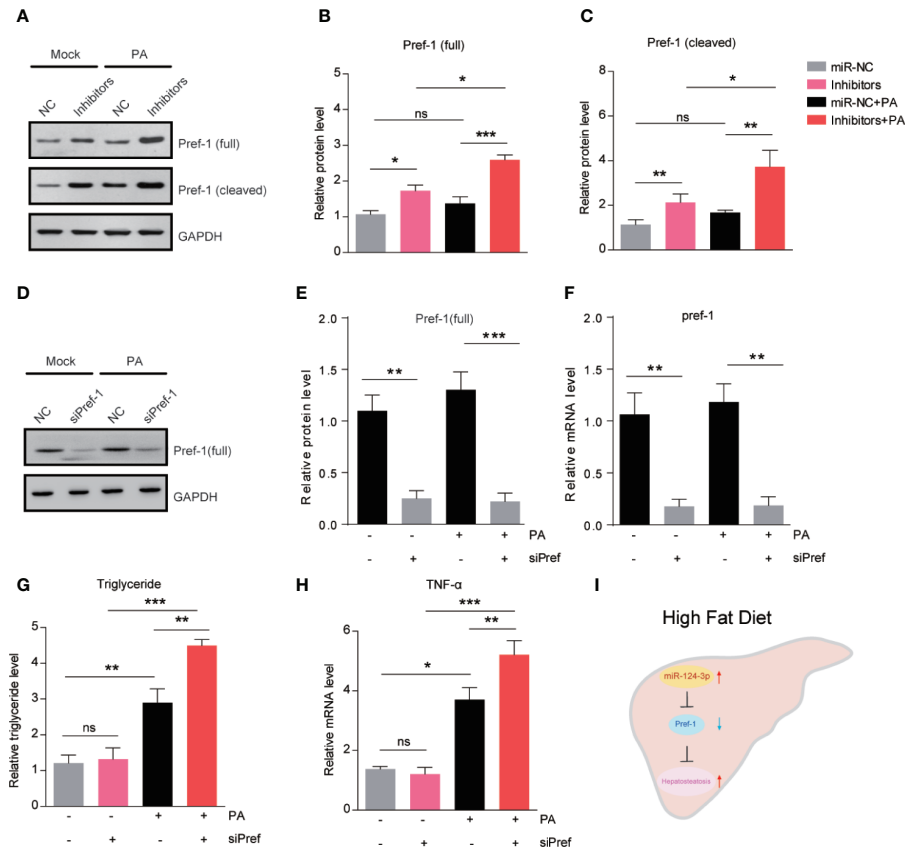 A
Mock PA
NC Inhibitors NC Inhibitors
Pref-1 (full)
Pref-1 (cleaved)
GAPDH
B
Pref-1 (full)
Relative protein level
5
4
3
2
1
0
*
ns
***
*
C
Pref-1 (cleaved)
Relative protein level
8
6
4
2
0
*
ns
**
**
miR-NC
Inhibitors
miR-NC+PA
Inhibitors+PA
D
Mock PA
NC siPref-1 NC siPref-1
Pref-1(full)
GAPDH
E
Pref-1(full)
Relative protein level
2.0
1.5
1.0
0.5
0.0
**
***
- - + + PA
- + - + siPref
F
pref-1
Relative mRNA level
2.0
1.5
1.0
0.5
0.0
**
**
- - + + PA
- + - + siPref
G
Triglyceride
Relative triglyceride level
5
4
3
2
1
0
***
**
**
ns
- - + + PA
- + - + siPref
H
TNF-α
Relative mRNA level
6
4
2
0
***
**
*
ns
- - + + PA
- + - + siPref
I
High Fat Diet
miR-124-3p
Pref-1
Hepatosteatosis